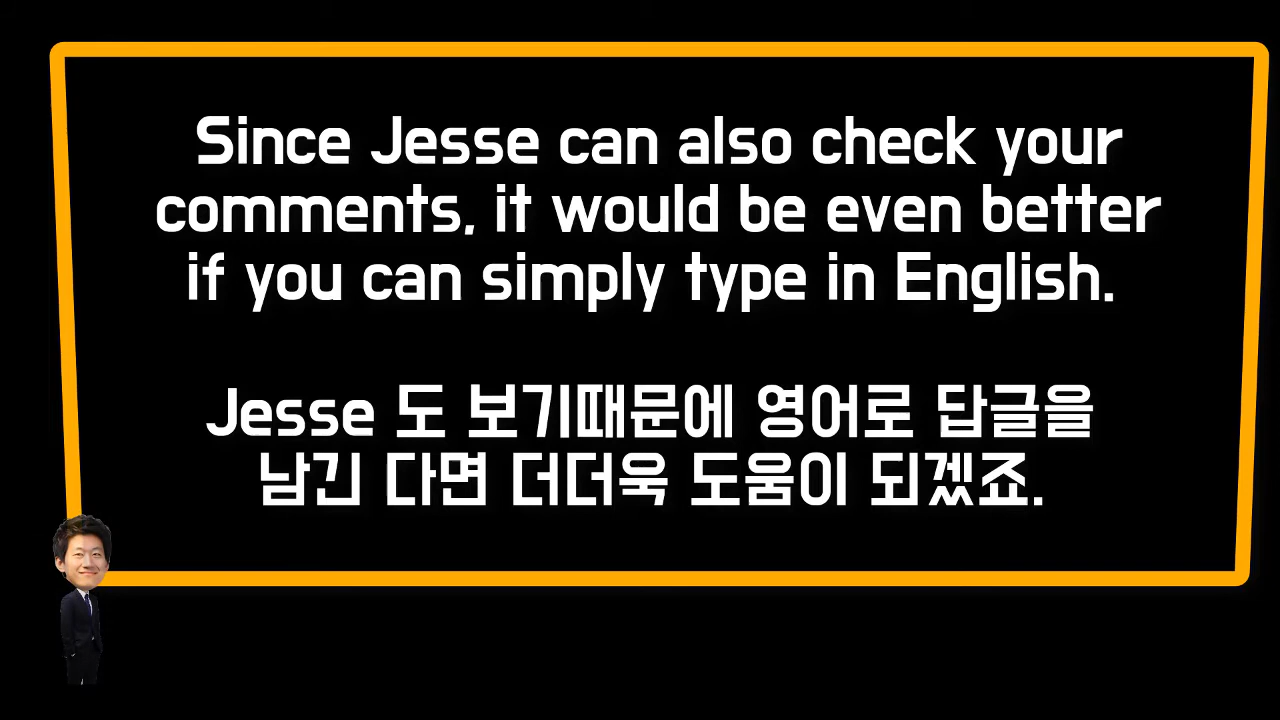 Since Jesse can also check your
comments, it would be even better
if you can simply type in English.
Jesse 도 보기때문에 영어로 답글을
남긴 다면 더더욱 도움이 되겠죠.